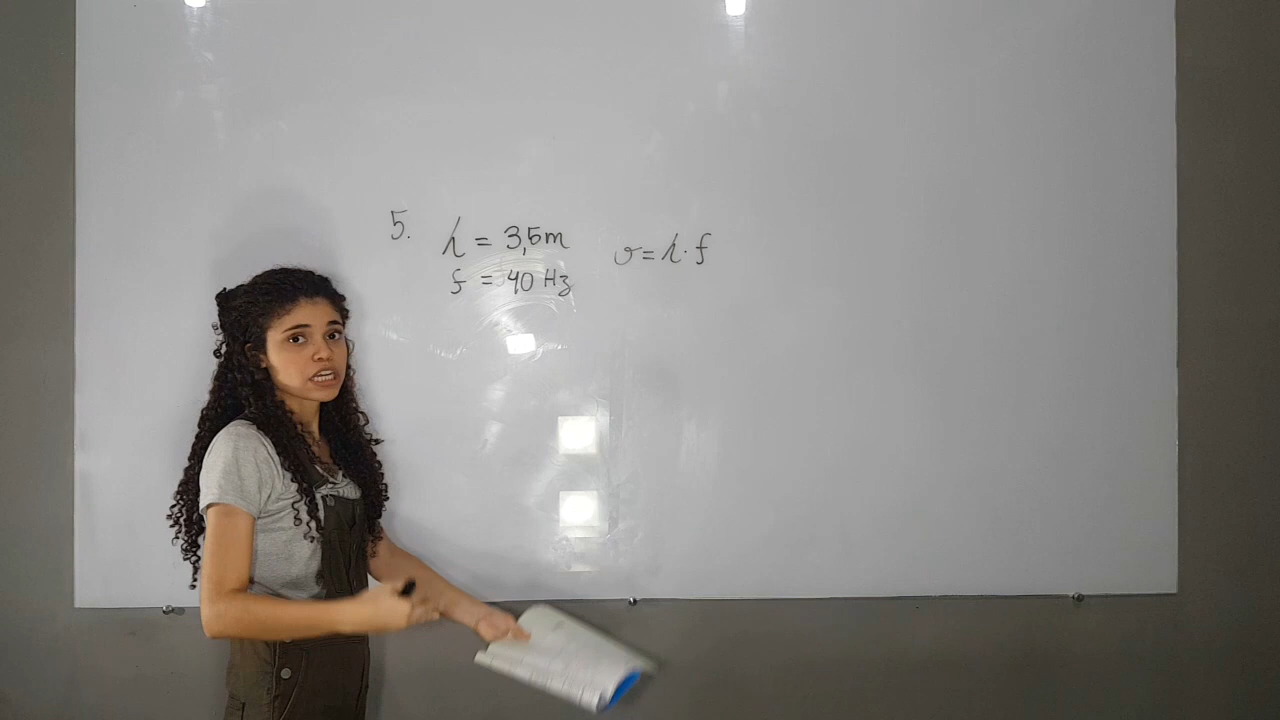 5. λ = 3,5m v = λ · f
f = 40 Hz